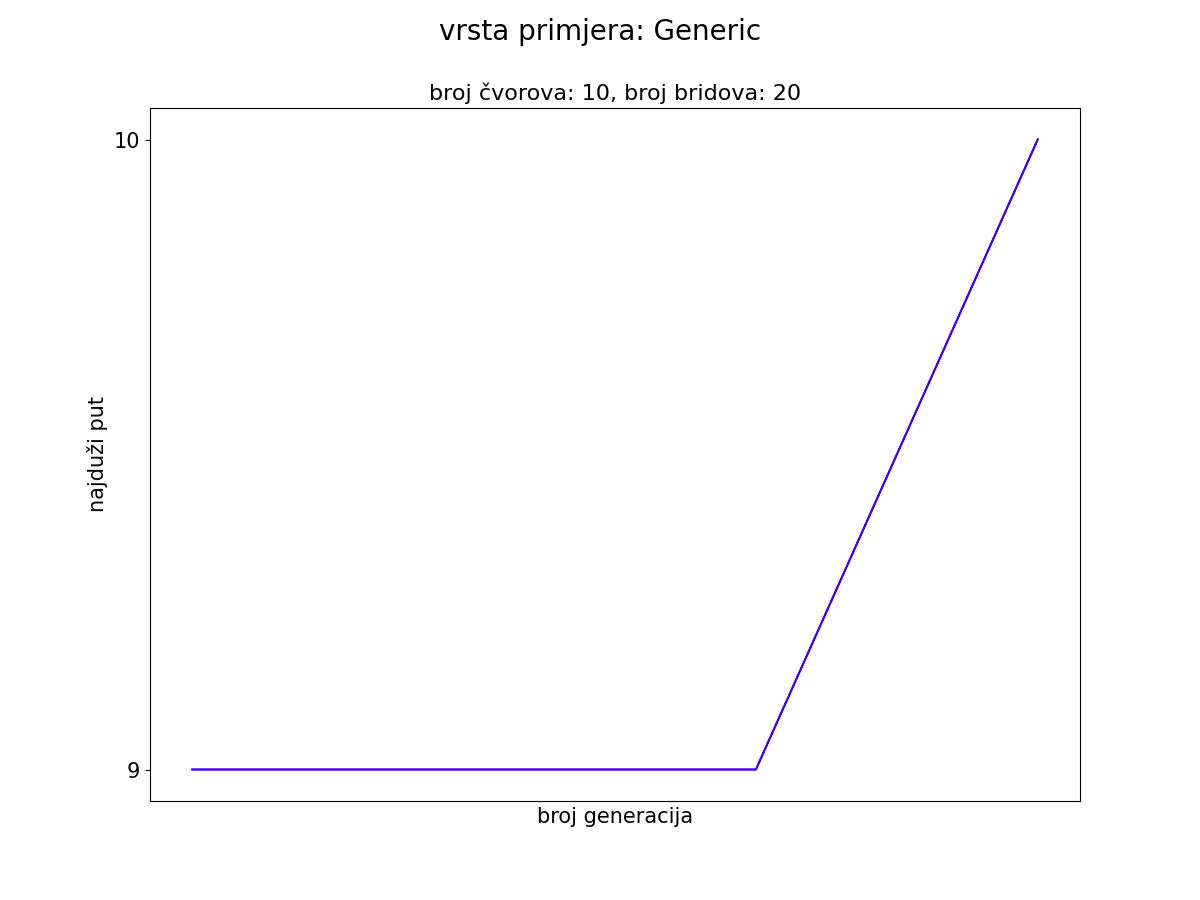 vrsta primjera: Generic
broj čvorova: 10, broj bridova: 20
10
najduži put
9
broj generacija